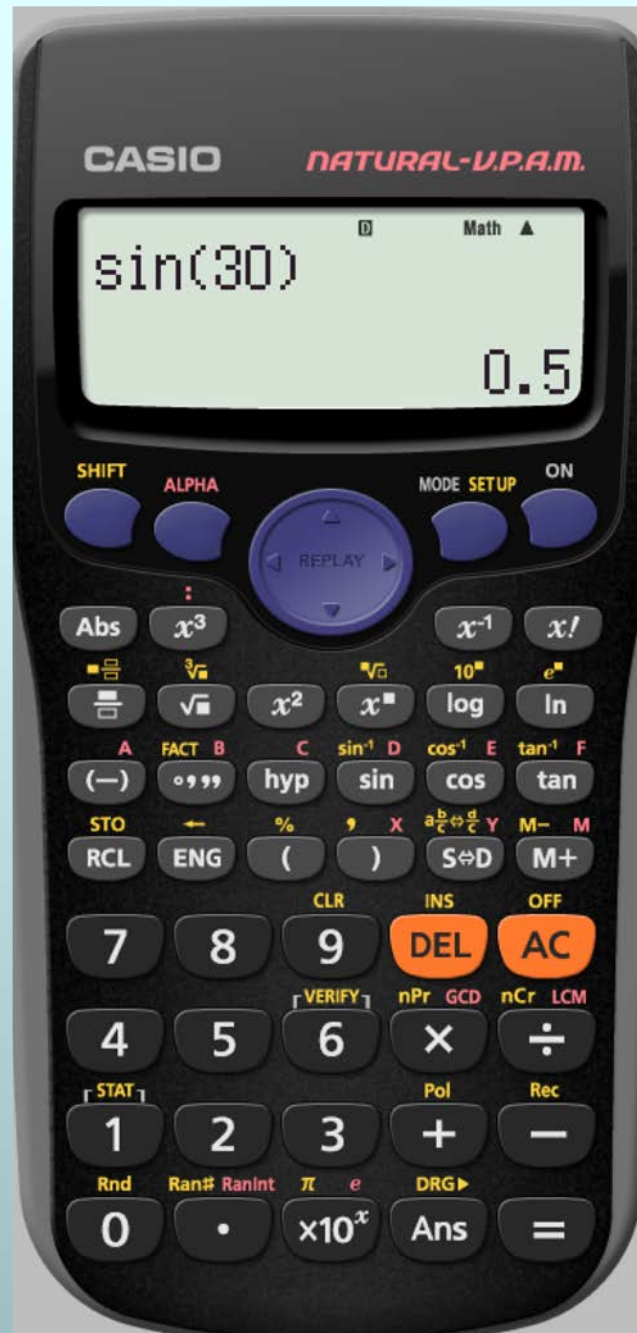 CASIO NATURAL-V.P.A.M.
D Math ▲
sin(30)
0.5
SHIFT ALPHA MODE SETUP ON
REPLAY
:
Abs x³ x⁻¹ x!
■ ∛■ ■√□ 10■ e■
√■ x² x■ log ln
A FACT B C sin⁻¹ D cos⁻¹ E tan⁻¹ F
(−) ° , ,, hyp sin cos tan
STO ← % , X a b/c⇔d/c Y M− M
RCL ENG ( ) S⇔D M+
CLR INS OFF
7 8 9 DEL AC
VERIFY nPr GCD nCr LCM
4 5 6 × ÷
STAT Pol Rec
1 2 3 + −
Rnd Ran# RanInt π e DRG▶
0 . ×10ˣ Ans =